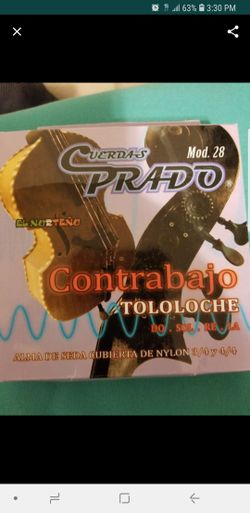 63% 3:30 PM
CUERDAS Mod. 28
PRADO
EL NORTEÑO
Contrabajo
TOLOLOCHE
DO . SOL . RE . LA
ALMA DE SEDA CUBIERTA DE NYLON 3/4 y 4/4